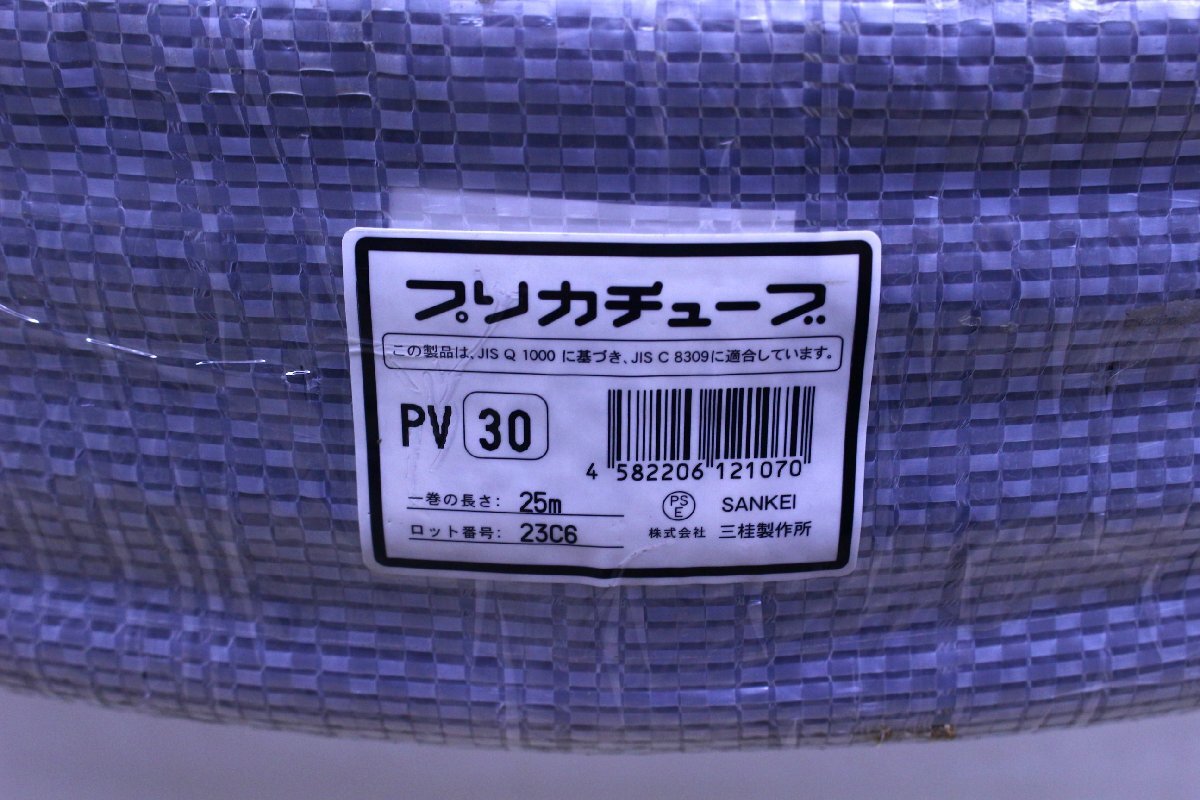 プリカチューブ
この製品は、JIS Q 1000 に基づき、JIS C 8309に適合しています。
PV 30
4 582206 121070
一巻の長さ: 25m
ロット番号: 23C6
PS E SANKEI
株式会社 三桂製作所